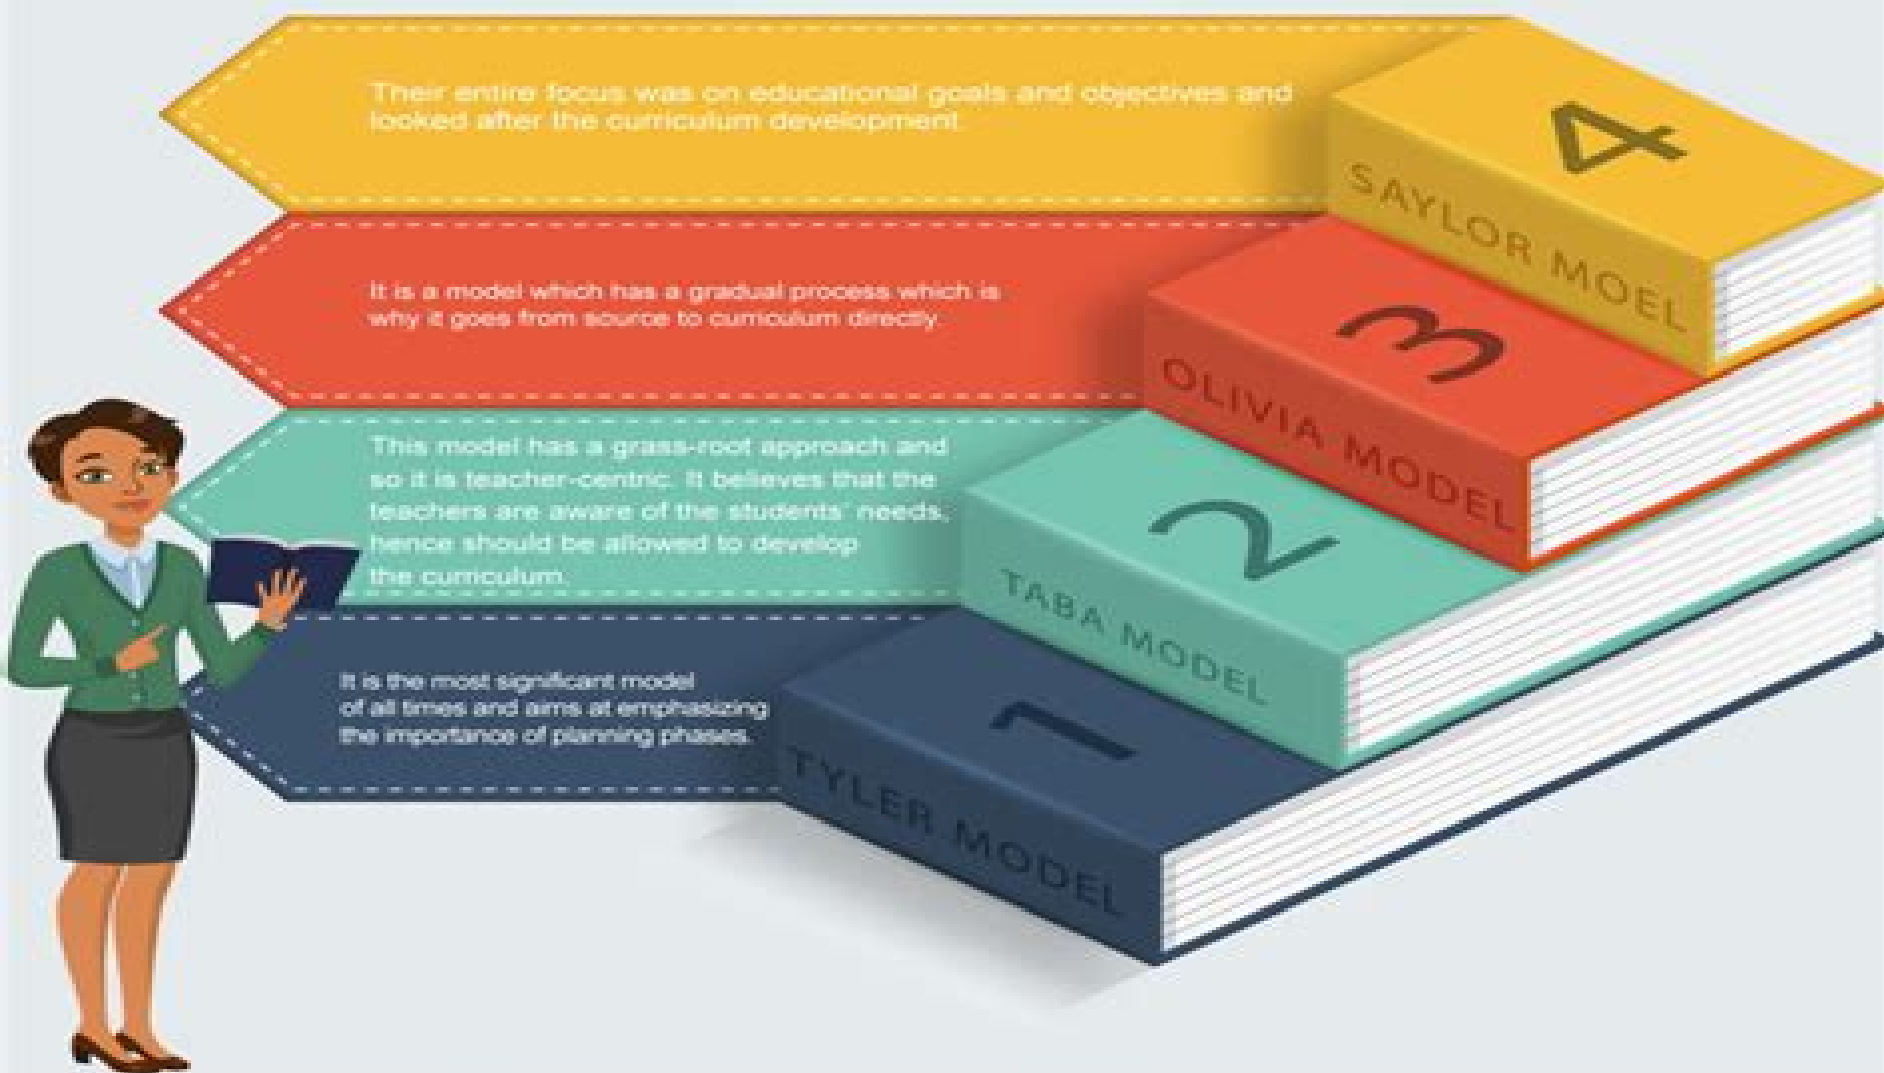 Their entire focus was on educational goals and objectives and
looked after the curriculum development.
4
SAYLOR MOEL
It is a model which has a gradual process which is
why it goes from source to curriculum directly.
3
OLIVIA MODEL
This model has a grass-root approach and
so it is teacher-centric. It believes that the
teachers are aware of the students' needs,
hence should be allowed to develop
the curriculum.
2
TABA MODEL
It is the most significant model
of all times and aims at emphasizing
the importance of planning phases.
1
TYLER MODEL